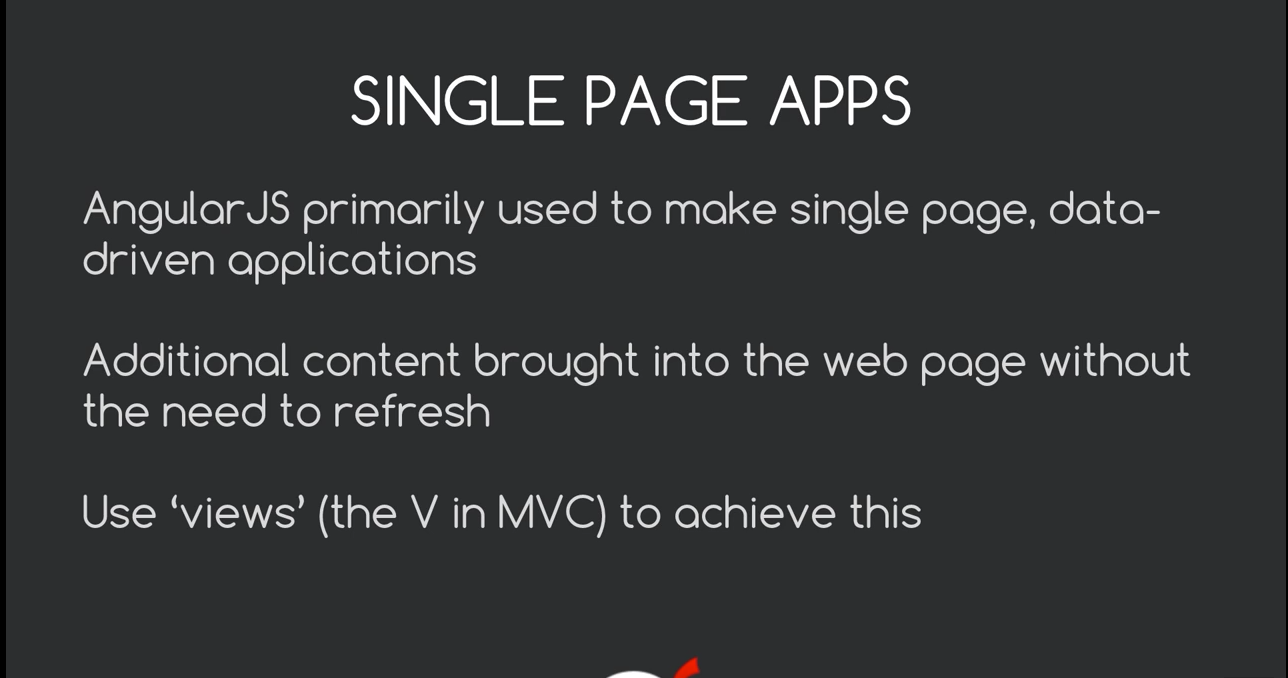 SINGLE PAGE APPS
AngularJS primarily used to make single page, data-
driven applications
Additional content brought into the web page without
the need to refresh
Use ‘views’ (the V in MVC) to achieve this